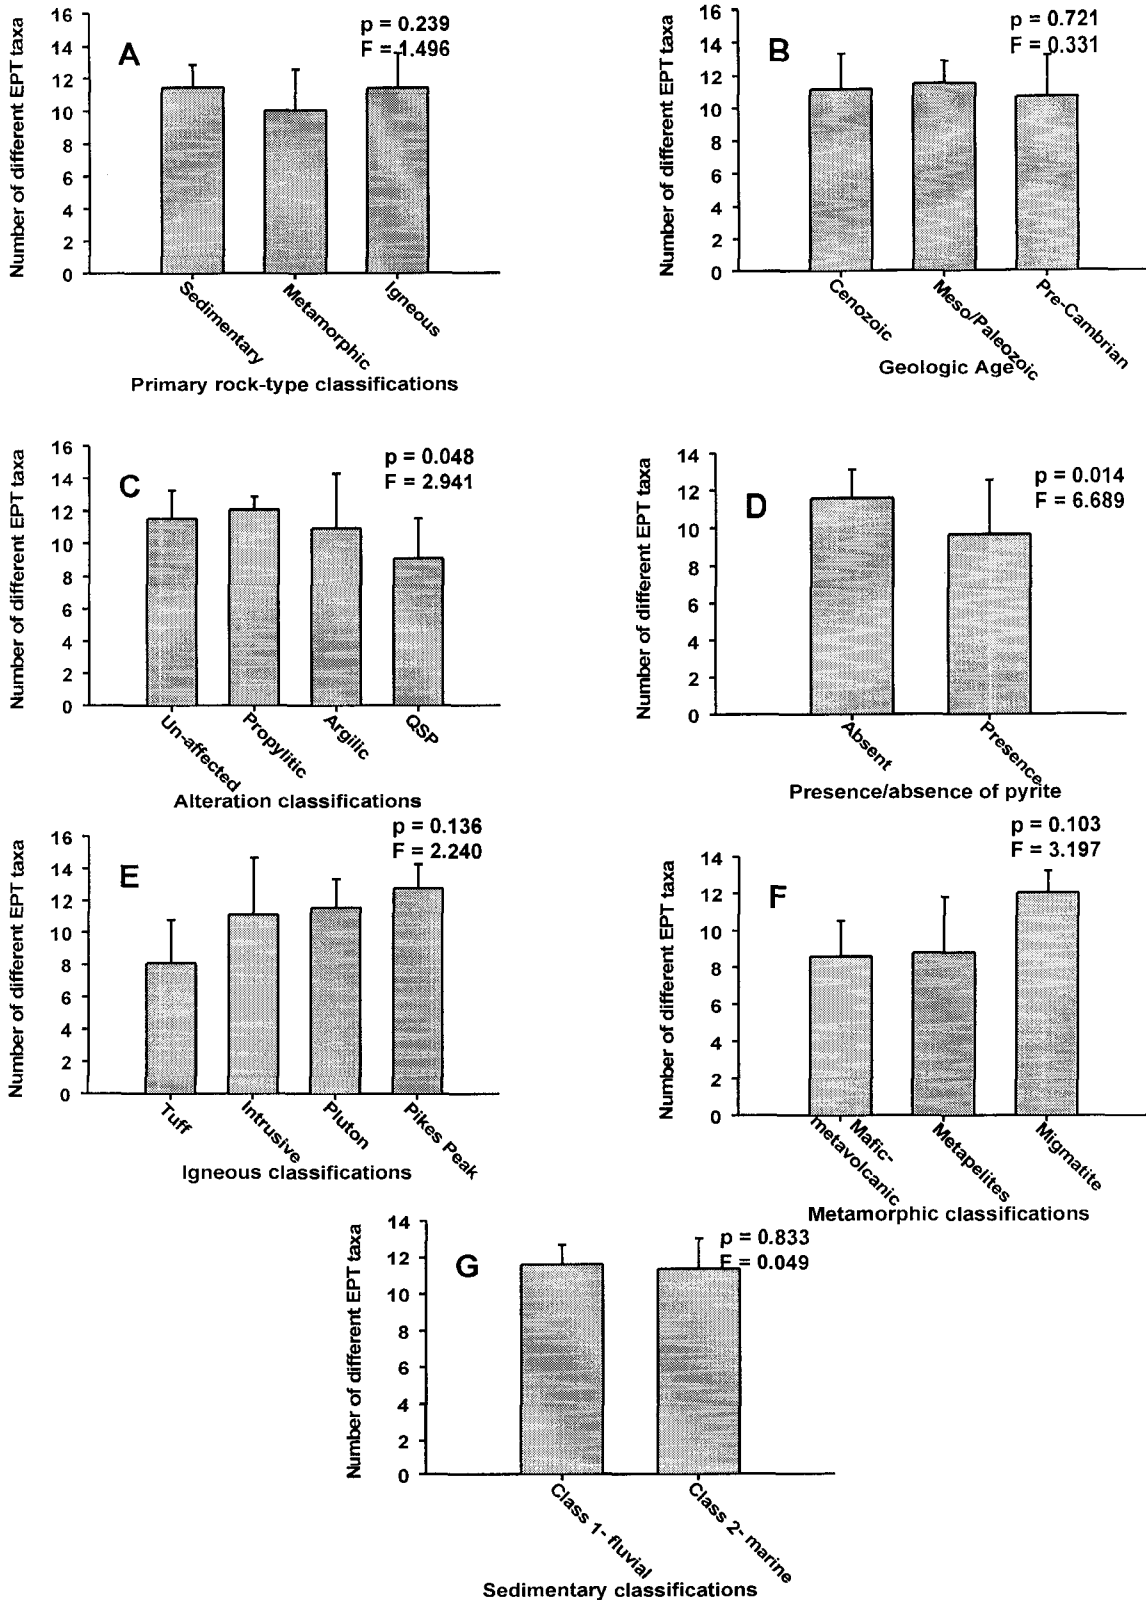 A
p = 0.239
F = 1.496
Number of different EPT taxa
16
14
12
10
8
6
4
2
0
Sedimentary
Metamorphic
Igneous
Primary rock-type classifications
B
p = 0.721
F = 0.331
Number of different EPT taxa
16
14
12
10
8
6
4
2
0
Cenozoic
Meso/Paleozoic
Pre-Cambrian
Geologic Age
C
p = 0.048
F = 2.941
Number of different EPT taxa
16
14
12
10
8
6
4
2
0
Un-affected
Propylitic
Argilic
QSP
Alteration classifications
D
p = 0.014
F = 6.689
Number of different EPT taxa
14
12
10
8
6
4
2
0
Absent
Presence
Presence/absence of pyrite
E
p = 0.136
F = 2.240
Number of different EPT taxa
16
14
12
10
8
6
4
2
0
Tuff
Intrusive
Pluton
Pikes Peak
Igneous classifications
F
p = 0.103
F = 3.197
Number of different EPT taxa
14
12
10
8
6
4
2
0
Mafic-
metavolcanic
Metapelites
Migmatite
Metamorphic classifications
G
p = 0.833
F = 0.049
Number of different EPT taxa
14
12
10
8
6
4
2
0
Class 1- fluvial
Class 2- marine
Sedimentary classifications